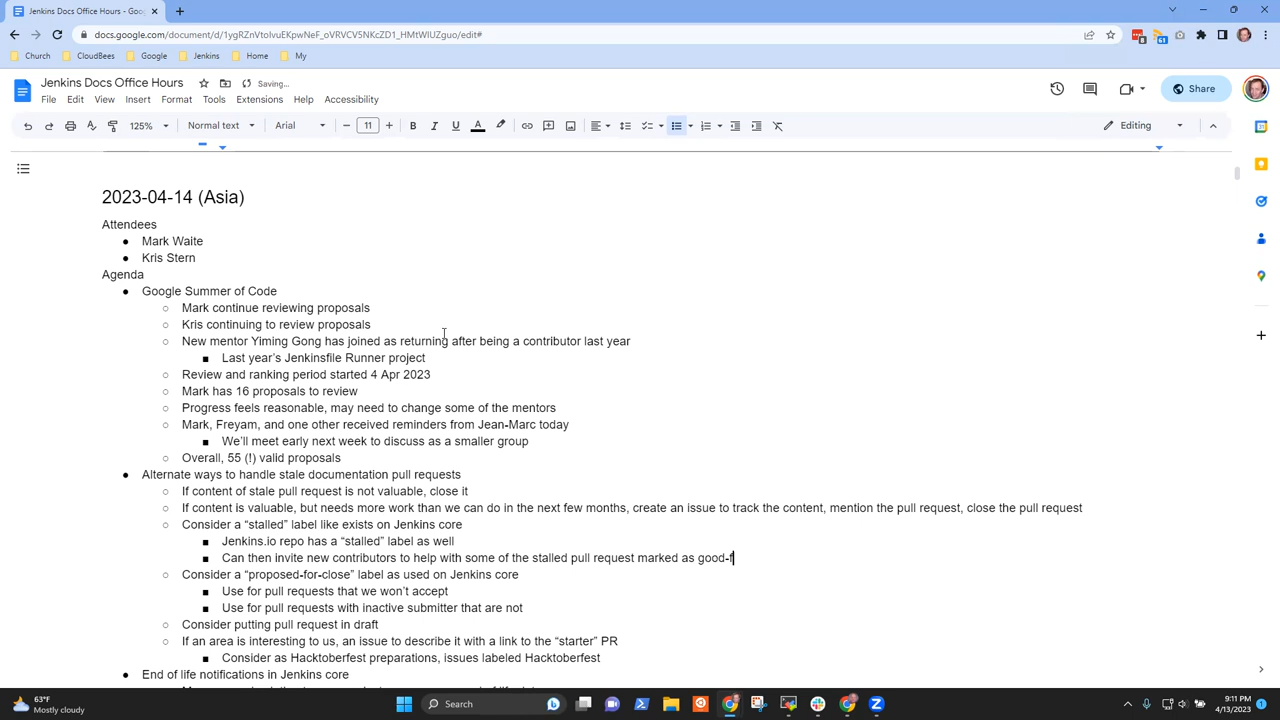 Jenkins Docs Office Hours - Goo
docs.google.com/document/d/1ygRZnVtoIvuEKpwNeF_oVRVCV5NKcZD1_HMtWIUZguo/edit#
Church CloudBees Google Jenkins Home My
Jenkins Docs Office Hours Saving...
File Edit View Insert Format Tools Extensions Help Accessibility
Share
125% Normal text Arial 11 Editing
2023-04-14 (Asia)
Attendees
Mark Waite
Kris Stern
Agenda
Google Summer of Code
Mark continue reviewing proposals
Kris continuing to review proposals
New mentor Yiming Gong has joined as returning after being a contributor last year
Last year's Jenkinsfile Runner project
Review and ranking period started 4 Apr 2023
Mark has 16 proposals to review
Progress feels reasonable, may need to change some of the mentors
Mark, Freyam, and one other received reminders from Jean-Marc today
We'll meet early next week to discuss as a smaller group
Overall, 55 (!) valid proposals
Alternate ways to handle stale documentation pull requests
If content of stale pull request is not valuable, close it
If content is valuable, but needs more work than we can do in the next few months, create an issue to track the content, mention the pull request, close the pull request
Consider a “stalled” label like exists on Jenkins core
Jenkins.io repo has a “stalled” label as well
Can then invite new contributors to help with some of the stalled pull request marked as good-f
Consider a “proposed-for-close” label as used on Jenkins core
Use for pull requests that we won't accept
Use for pull requests with inactive submitter that are not
Consider putting pull request in draft
If an area is interesting to us, an issue to describe it with a link to the “starter” PR
Consider as Hacktoberfest preparations, issues labeled Hacktoberfest
End of life notifications in Jenkins core
63°F
Mostly cloudy
Search
9:11 PM
4/13/2023